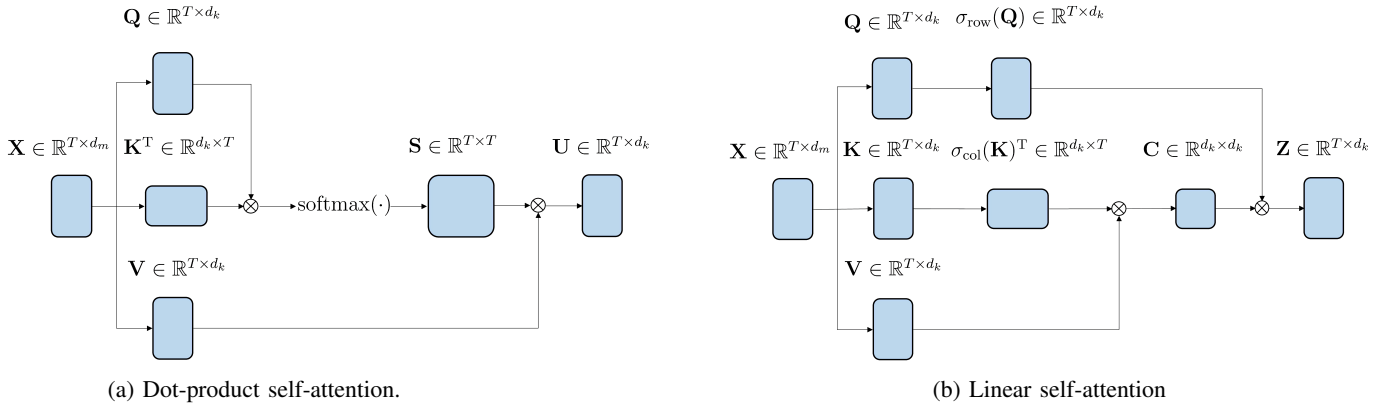 Q ∈ ℝ^{T×d_k}
X ∈ ℝ^{T×d_m}
K^T ∈ ℝ^{d_k×T}
softmax(·)
S ∈ ℝ^{T×T}
U ∈ ℝ^{T×d_k}
V ∈ ℝ^{T×d_k}
(a) Dot-product self-attention.
Q ∈ ℝ^{T×d_k}
σ_row(Q) ∈ ℝ^{T×d_k}
X ∈ ℝ^{T×d_m}
K ∈ ℝ^{T×d_k}
σ_col(K)^T ∈ ℝ^{d_k×T}
C ∈ ℝ^{d_k×d_k}
Z ∈ ℝ^{T×d_k}
V ∈ ℝ^{T×d_k}
(b) Linear self-attention